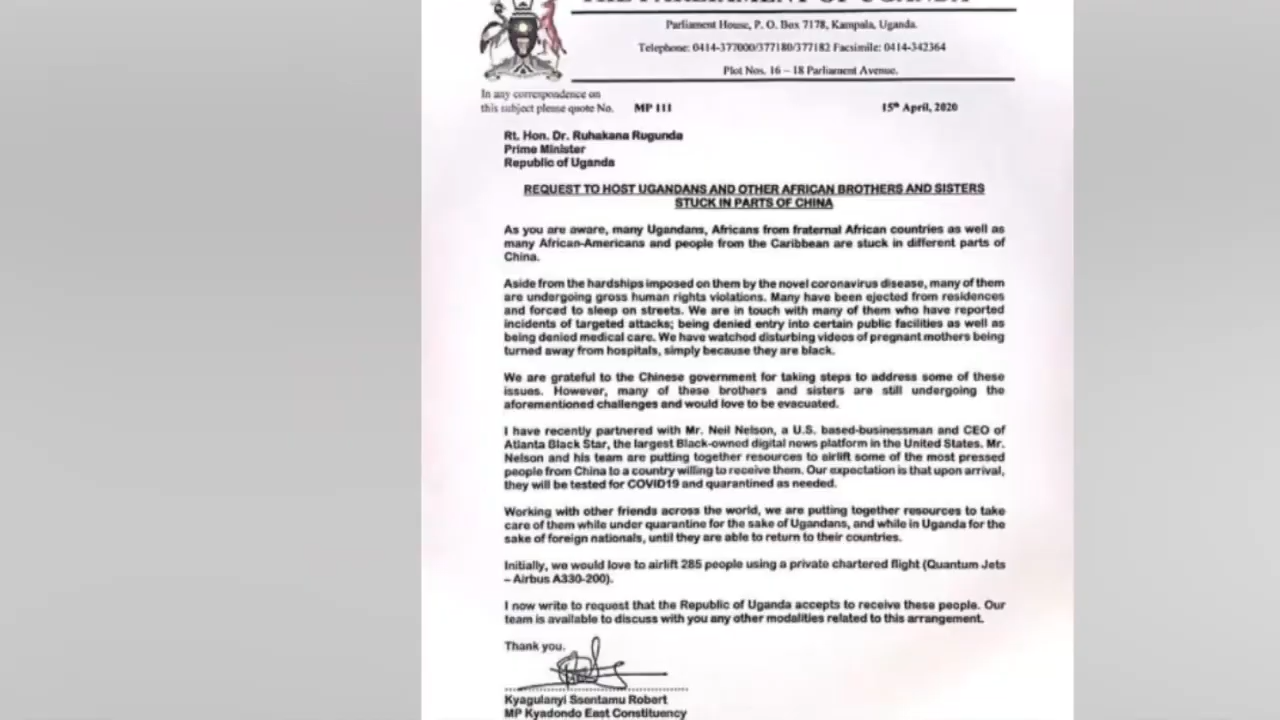 THE PARLIAMENT OF UGANDA
Parliament House, P. O. Box 7178, Kampala, Uganda.
Telephone: 0414-377000/377180/377182 Facsimile: 0414-342364
Plot Nos. 16 – 18 Parliament Avenue.
In any correspondence on
this subject please quote No. MP 111 15th April, 2020
Rt. Hon. Dr. Ruhakana Rugunda
Prime Minister
Republic of Uganda
REQUEST TO HOST UGANDANS AND OTHER AFRICAN BROTHERS AND SISTERS
STUCK IN PARTS OF CHINA
As you are aware, many Ugandans, Africans from fraternal African countries as well as
many African-Americans and people from the Caribbean are stuck in different parts of
China.
Aside from the hardships imposed on them by the novel coronavirus disease, many of them
are undergoing gross human rights violations. Many have been ejected from residences
and forced to sleep on streets. We are in touch with many of them who have reported
incidents of targeted attacks; being denied entry into certain public facilities as well as
being denied medical care. We have watched disturbing videos of pregnant mothers being
turned away from hospitals, simply because they are black.
We are grateful to the Chinese government for taking steps to address some of these
issues. However, many of these brothers and sisters are still undergoing the
aforementioned challenges and would love to be evacuated.
I have recently partnered with Mr. Neil Nelson, a U.S. based-businessman and CEO of
Atlanta Black Star, the largest Black-owned digital news platform in the United States. Mr.
Nelson and his team are putting together resources to airlift some of the most pressed
people from China to a country willing to receive them. Our expectation is that upon arrival,
they will be tested for COVID19 and quarantined as needed.
Working with other friends across the world, we are putting together resources to take
care of them while under quarantine for the sake of Ugandans, and while in Uganda for the
sake of foreign nationals, until they are able to return to their countries.
Initially, we would love to airlift 285 people using a private chartered flight (Quantum Jets
– Airbus A330-200).
I now write to request that the Republic of Uganda accepts to receive these people. Our
team is available to discuss with you any other modalities related to this arrangement.
Thank you.
Kyagulanyi Ssentamu Robert
MP Kyadondo East Constituency